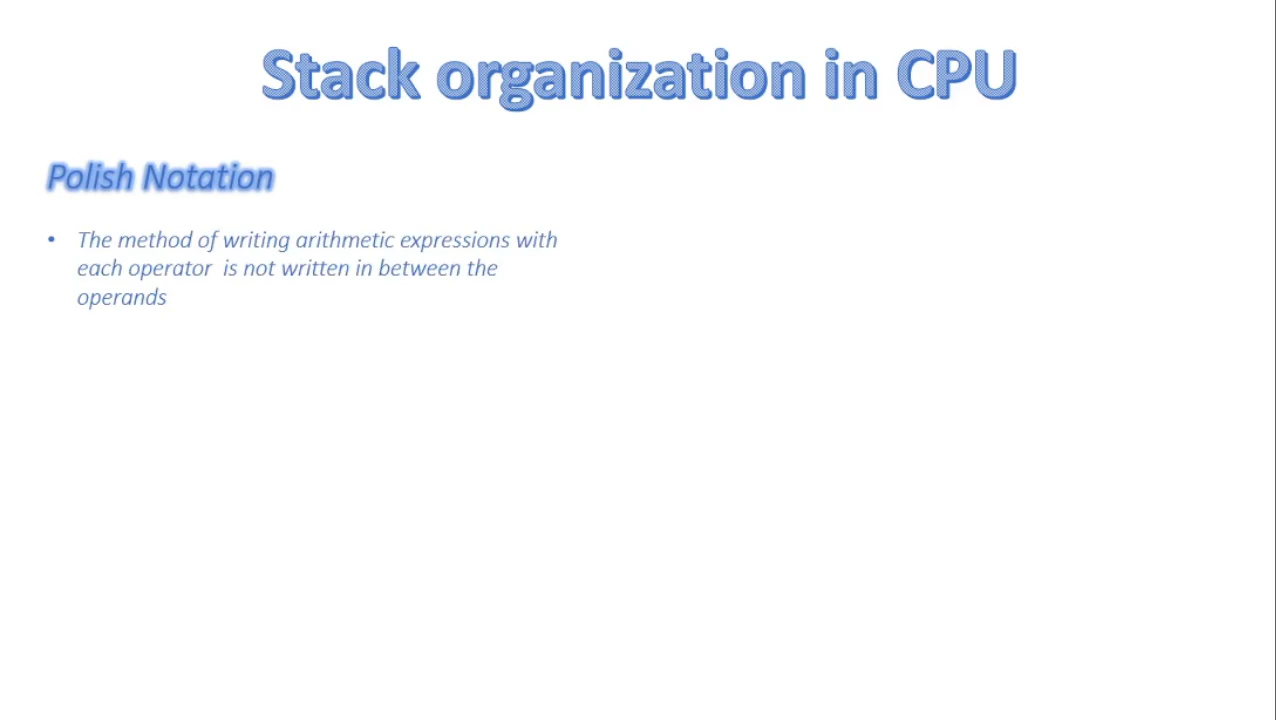 Stack organization in CPU
Polish Notation
• The method of writing arithmetic expressions with
each operator  is not written in between the
operands